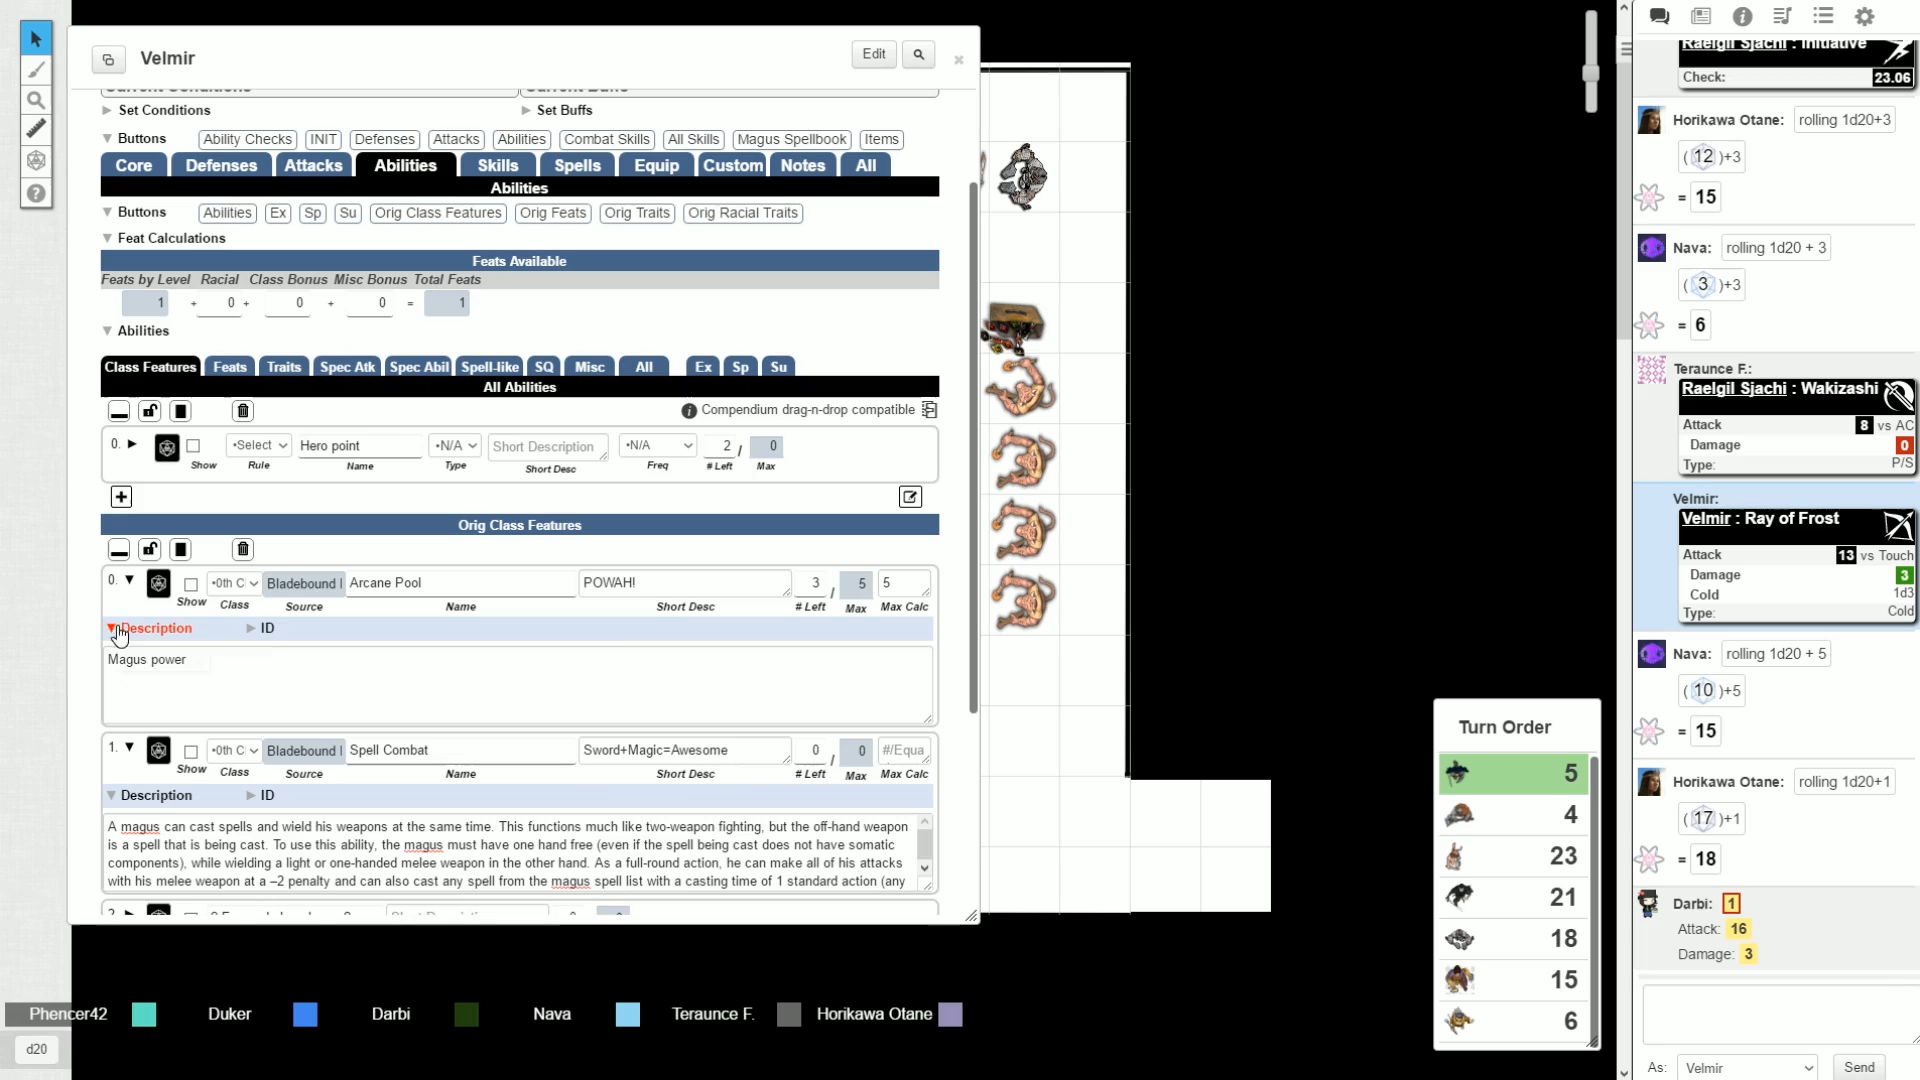 Velmir
Edit
Set Conditions
Set Buffs
Buttons
Ability Checks
INIT
Defenses
Attacks
Abilities
Combat Skills
All Skills
Magus Spellbook
Items
Core
Defenses
Attacks
Abilities
Skills
Spells
Equip
Custom
Notes
All
Abilities
Buttons
Abilities
Ex
Sp
Su
Orig Class Features
Orig Feats
Orig Traits
Orig Racial Traits
Feat Calculations
Feats Available
Feats by Level Racial Class Bonus Misc Bonus Total Feats
1 + 0 + 0 + 0 = 1
Abilities
Class Features
Feats
Traits
Spec Atk
Spec Abil
Spell-like
SQ
Misc
All
Ex
Sp
Su
All Abilities
Compendium drag-n-drop compatible
0.
•Select
Hero point
•N/A
Short Description
•N/A
2 / 0
Show Rule Name Type Short Desc Freq # Left Max
Orig Class Features
0.
•0th C
Bladebound
Arcane Pool
POWAH!
3 / 5
5
Show Class Source Name Short Desc # Left Max Max Calc
Description
ID
Magus power
1.
•0th C
Bladebound
Spell Combat
Sword+Magic=Awesome
0 / 0
#/Equa
Show Class Source Name Short Desc # Left Max Max Calc
Description
ID
A magus can cast spells and wield his weapons at the same time. This functions much like two-weapon fighting, but the off-hand weapon
is a spell that is being cast. To use this ability, the magus must have one hand free (even if the spell being cast does not have somatic
components), while wielding a light or one-handed melee weapon in the other hand. As a full-round action, he can make all of his attacks
with his melee weapon at a –2 penalty and can also cast any spell from the magus spell list with a casting time of 1 standard action (any
Phencer42
Duker
Darbi
Nava
Teraunce F.
Horikawa Otane
d20
Turn Order
5
4
23
21
18
15
6
Raelgil Sjachi : Initiative
Check: 23.06
Horikawa Otane: rolling 1d20+3
(12)+3
= 15
Nava: rolling 1d20 + 3
(3)+3
= 6
Teraunce F.:
Raelgil Sjachi : Wakizashi
Attack 8 vs AC
Damage 0
Type: P/S
Velmir:
Velmir : Ray of Frost
Attack 13 vs Touch
Damage 3
Cold 1d3
Type: Cold
Nava: rolling 1d20 + 5
(10)+5
= 15
Horikawa Otane: rolling 1d20+1
(17)+1
= 18
Darbi: 1
Attack: 16
Damage: 3
As: Velmir
Send